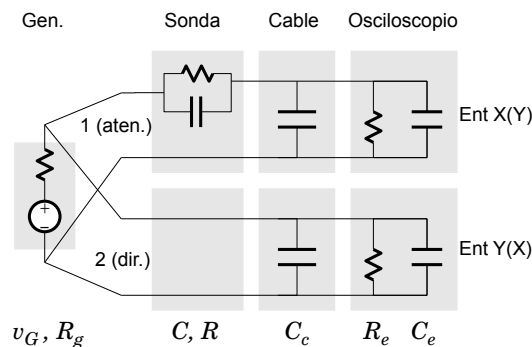 Gen. Sonda Cable Osciloscopio
1 (aten.)
Ent X(Y)
+
−
2 (dir.)
Ent Y(X)
v_G, R_g C, R C_c R_e C_e